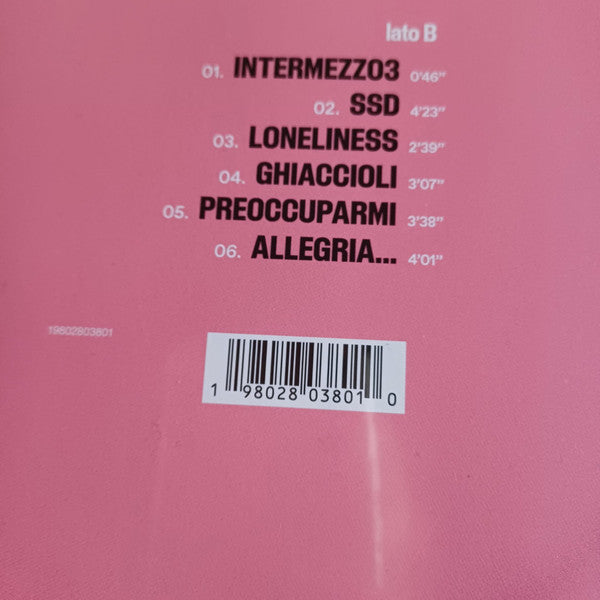 lato B
01. INTERMEZZO3 0'46”
02. SSD 4'23”
03. LONELINESS 2'39”
04. GHIACCIOLI 3'07”
05. PREOCCUPARMI 3'38”
06. ALLEGRIA... 4'01”
19802803801
1 98028 03801 0